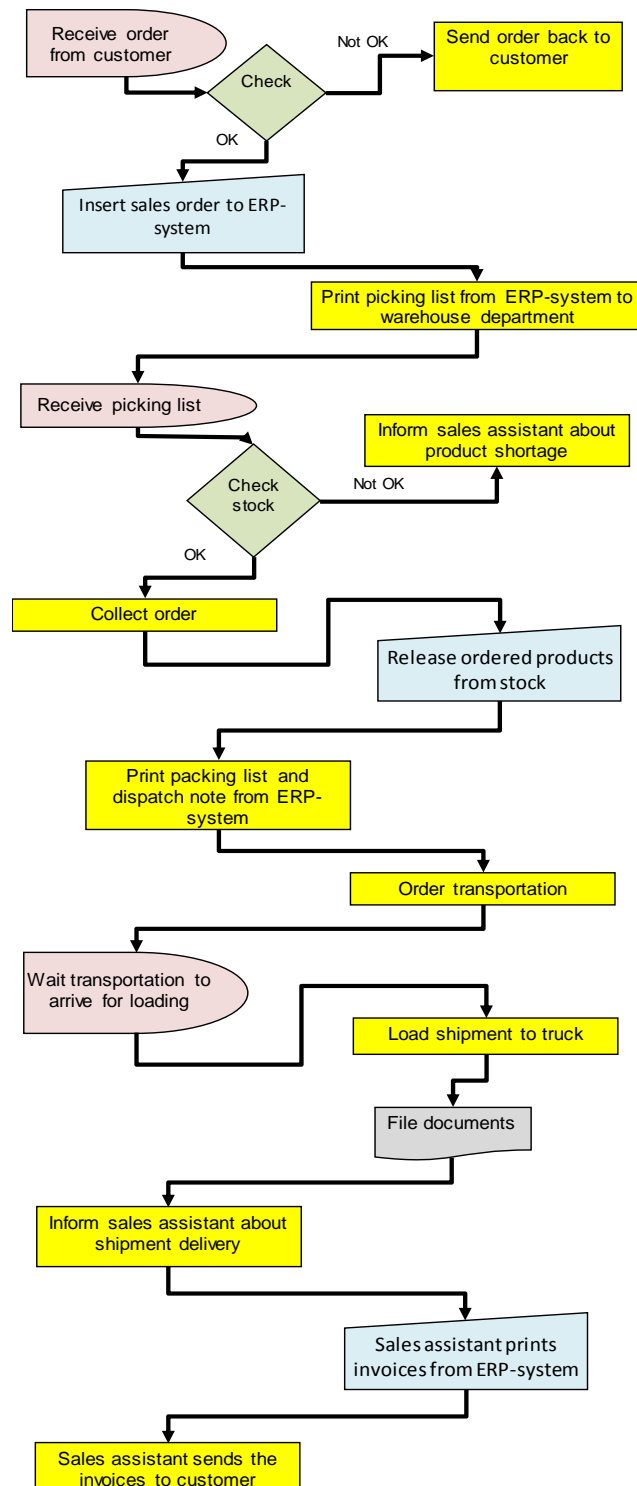 Receive order
from customer
Not OK
Send order back to
customer
Check
OK
Insert sales order to ERP-
system
Print picking list from ERP-system to
warehouse department
Receive picking list
Inform sales assistant about
product shortage
Check
stock
Not OK
OK
Collect order
Release ordered products
from stock
Print packing list and
dispatch note from ERP-
system
Order transportation
Wait transportation to
arrive for loading
Load shipment to truck
File documents
Inform sales assistant about
shipment delivery
Sales assistant prints
invoices from ERP-system
Sales assistant sends the
invoices to customer